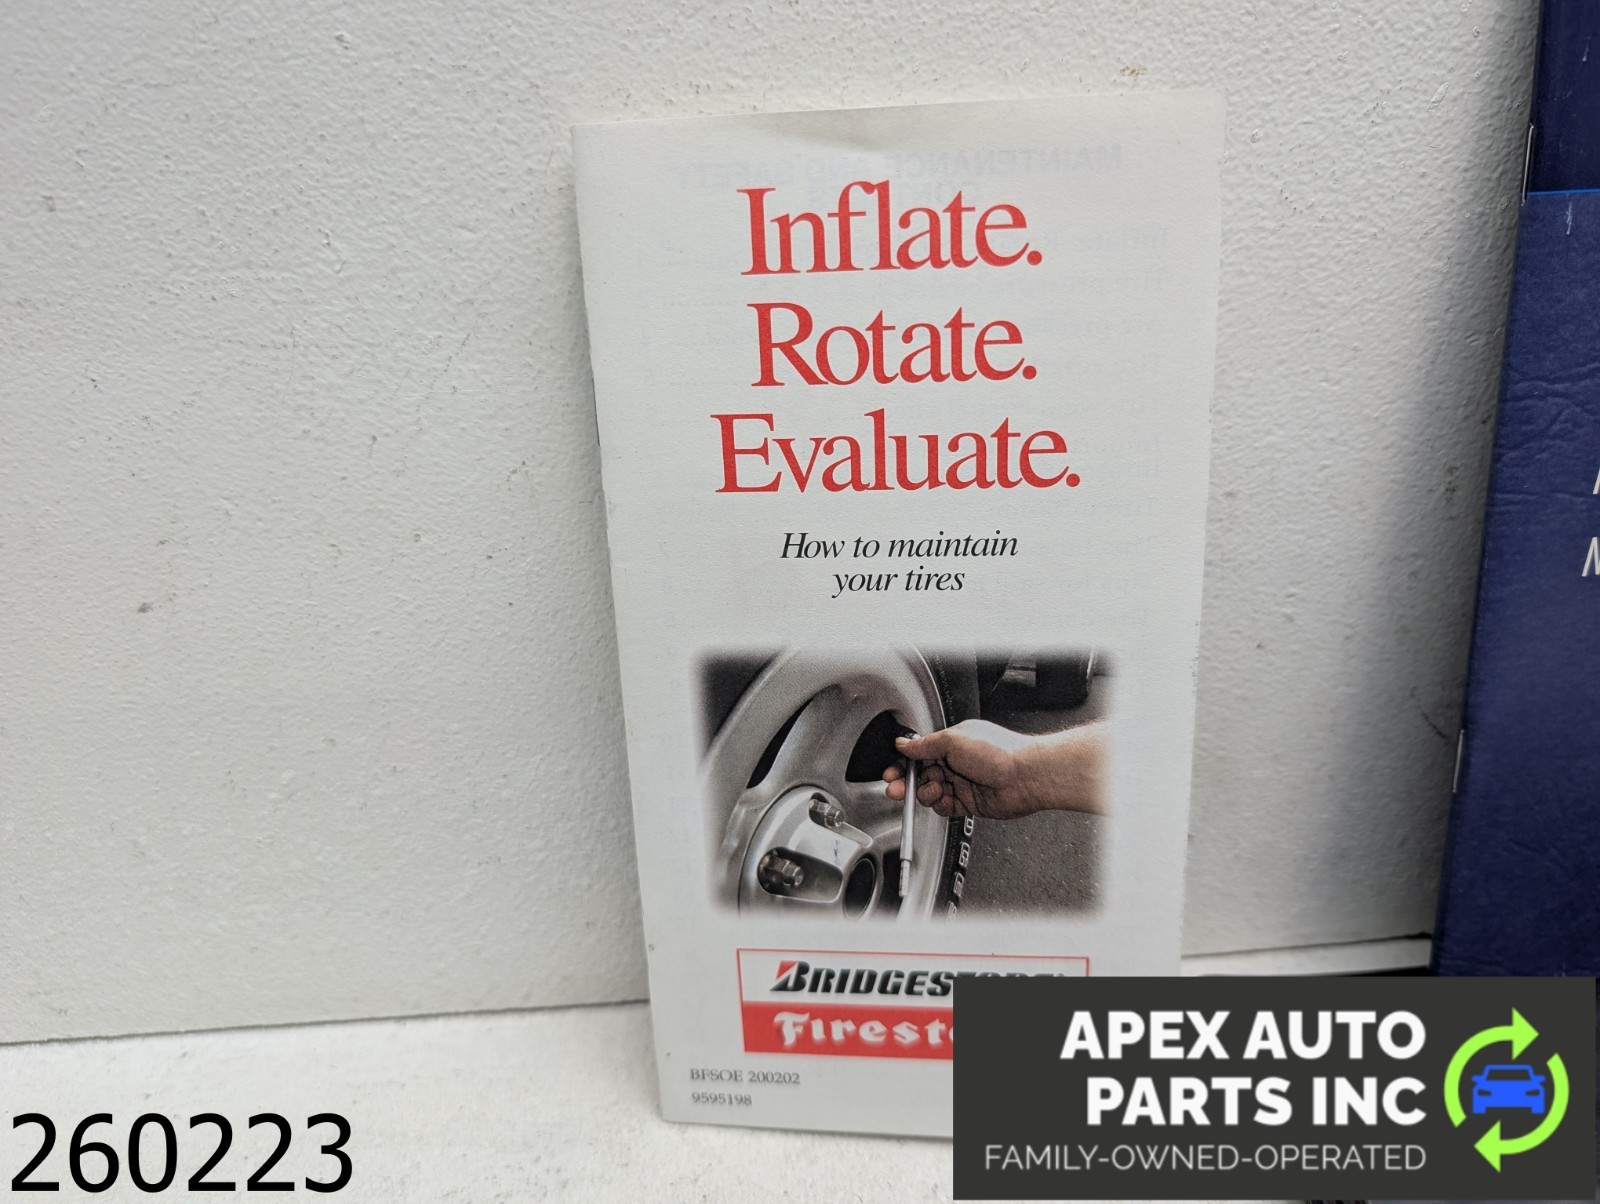 Inflate.
Rotate.
Evaluate.
How to maintain
your tires
BFSOE 200202
9595198
260223
APEX AUTO
PARTS INC
FAMILY-OWNED-OPERATED